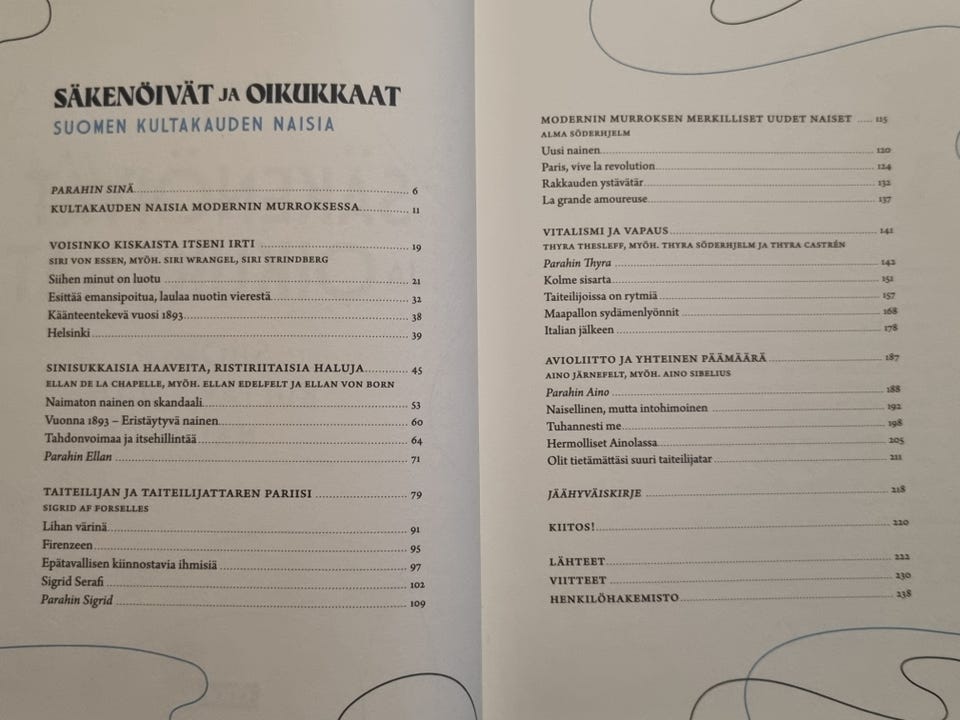 SÄKENÖIVÄT JA OIKUKKAAT
SUOMEN KULTAKAUDEN NAISIA
PARAHIN SINÄ 6
KULTAKAUDEN NAISIA MODERNIN MURROKSESSA 11
VOISINKO KISKAISTA ITSENI IRTI 19
SIRI VON ESSEN, MYÖH. SIRI WRANGEL, SIRI STRINDBERG
Siihen minut on luotu 21
Esittää emansipoitua, laulaa nuotin vierestä 32
Käänteentekevä vuosi 1893 38
Helsinki 39
SINISUKKAISIA HAAVEITA, RISTIRIITAISIA HALUJA 45
ELLAN DE LA CHAPELLE, MYÖH. ELLAN EDELFELT JA ELLAN VON BORN
Naimaton nainen on skandaali 53
Vuonna 1893 – Eristäytyvä nainen 60
Tahdonvoimaa ja itsehillintää 64
Parahin Ellan 71
TAITEILIJAN JA TAITEILIJATTAREN PARIISI 79
SIGRID AF FORSELLES
Lihan värinä 91
Firenzeen 95
Epätavallisen kiinnostavia ihmisiä 97
Sigrid Serafi 102
Parahin Sigrid 109
MODERNIN MURROKSEN MERKILLISET UUDET NAISET 115
ALMA SÖDERHJELM
Uusi nainen 120
Paris, vive la revolution 124
Rakkauden ystävätär 132
La grande amoureuse 137
VITALISMI JA VAPAUS 141
THYRA THESLEFF, MYÖH. THYRA SÖDERHJELM JA THYRA CASTRÉN
Parahin Thyra 142
Kolme sisarta 151
Taiteilijoissa on rytmiä 157
Maapallon sydämenlyönnit 168
Italian jälkeen 178
AVIOLIITTO JA YHTEINEN PÄÄMÄÄRÄ 187
AINO JÄRNEFELT, MYÖH. AINO SIBELIUS
Parahin Aino 188
Naisellinen, mutta intohimoinen 192
Tuhannesti me 198
Hermolliset Ainolassa 205
Olit tietämättäsi suuri taiteilijatar 211
JÄÄHYVÄISKIRJE 218
KIITOS! 220
LÄHTEET 222
VIITTEET 230
HENKILÖHAKEMISTO 238